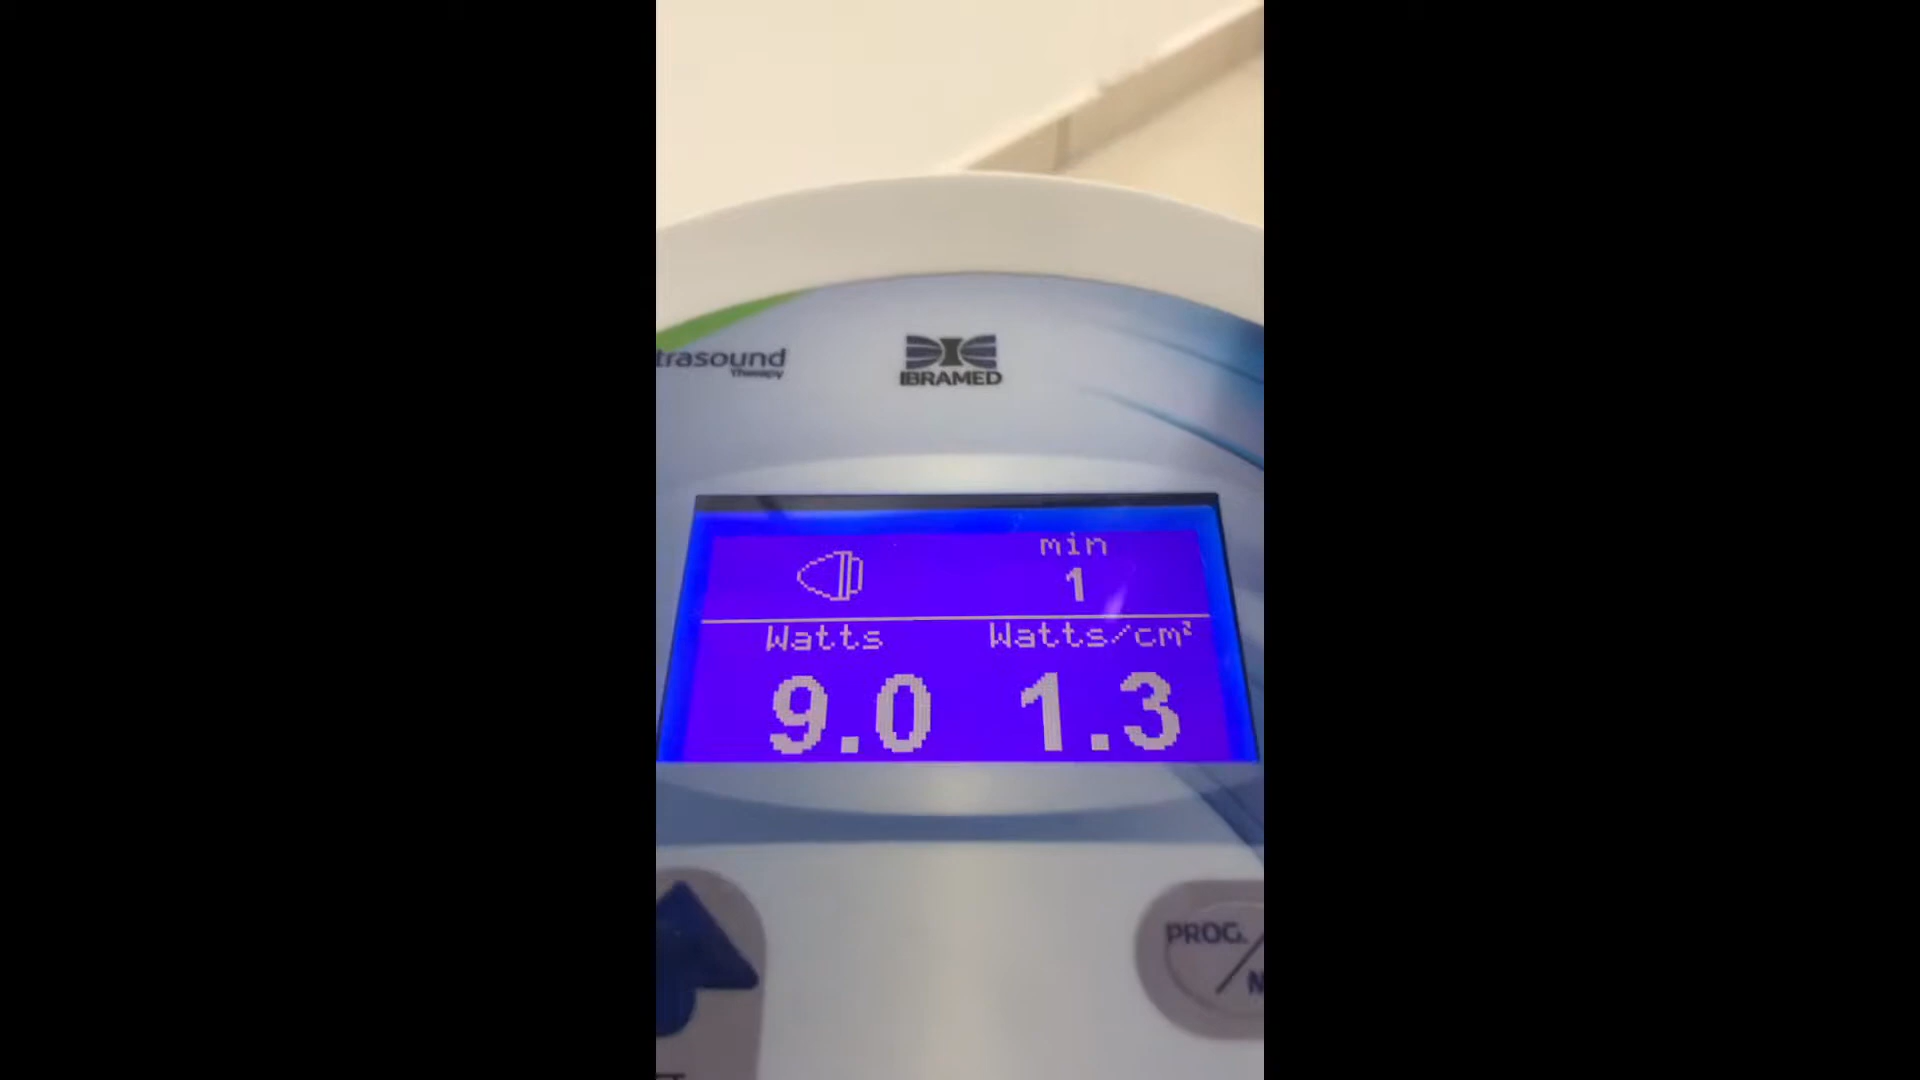 trasound
Therapy
IBRAMED
min
1
Watts Watts/cm²
9.0 1.3
PROG.